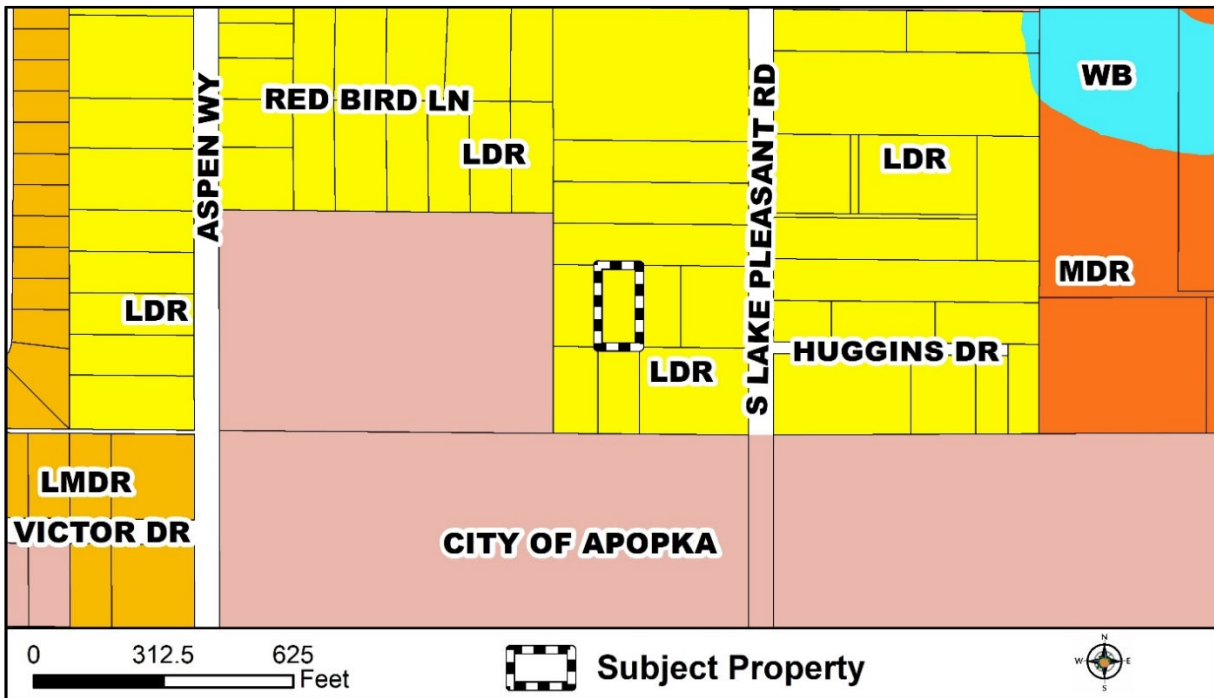 WB
ASPEN WY
RED BIRD LN
S LAKE PLEASANT RD
LDR
LDR
MDR
LDR
HUGGINS DR
LDR
LMDR
VICTOR DR
CITY OF APOPKA
0 312.5 625
Feet
Subject Property
N
W E
S